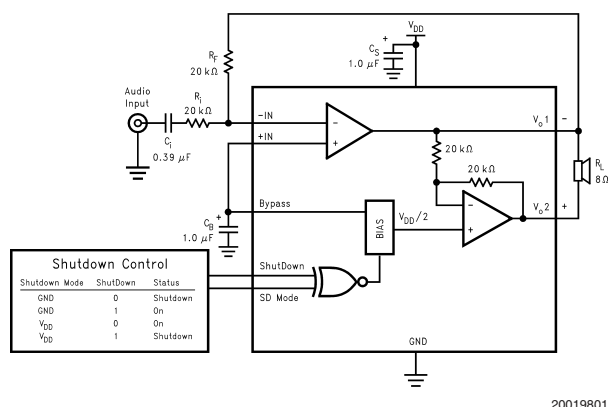 V_DD
+
C_S
1.0 μF
R_F
20 kΩ
Audio
Input
R_i
20 kΩ
C_i
0.39 μF
-IN
+IN
-
+
V_o1 -
20 kΩ
20 kΩ
R_L
8Ω
-
+
V_o2 +
Bypass
+
C_B
1.0 μF
BIAS
V_DD/2
ShutDown
SD Mode
GND
Shutdown Control
Shutdown Mode ShutDown Status
GND 0 Shutdown
GND 1 On
V_DD 0 On
V_DD 1 Shutdown
20019801